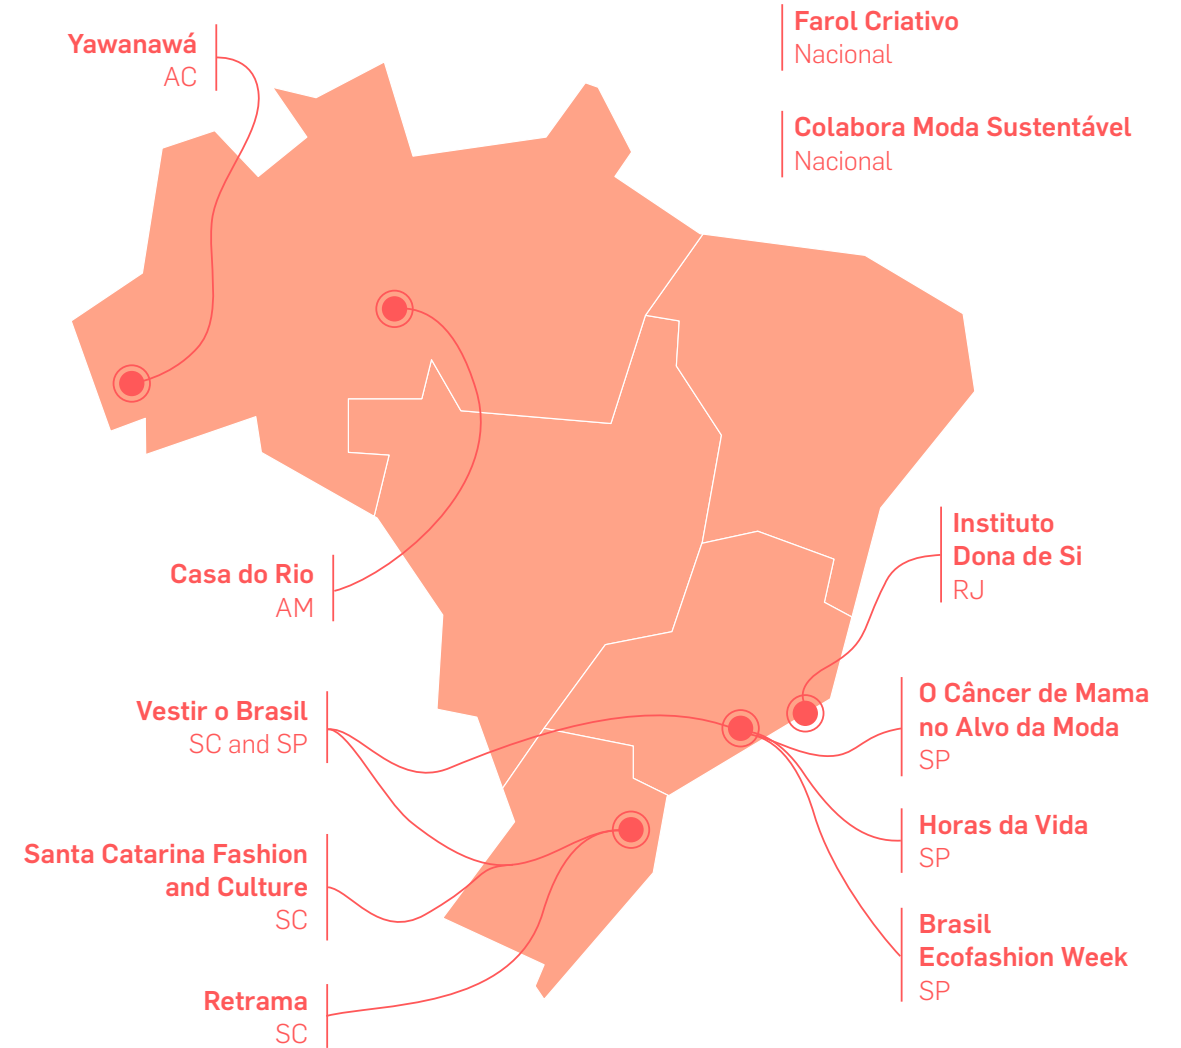 Yawanawá
AC
Farol Criativo
Nacional
Colabora Moda Sustentável
Nacional
Instituto
Dona de Si
RJ
Casa do Rio
AM
Vestir o Brasil
SC and SP
O Câncer de Mama
no Alvo da Moda
SP
Horas da Vida
SP
Santa Catarina Fashion
and Culture
SC
Brasil
Ecofashion Week
SP
Retrama
SC